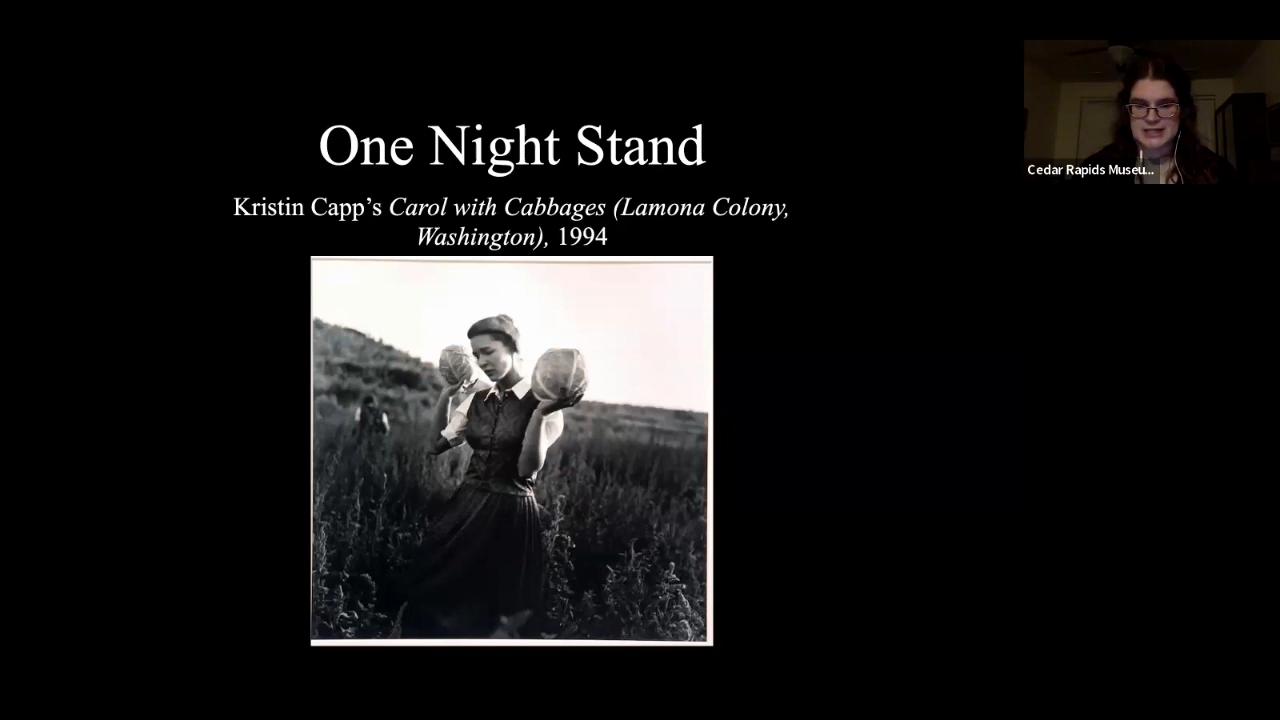 One Night Stand
Kristin Capp’s Carol with Cabbages (Lamona Colony,
Washington), 1994
Cedar Rapids Museu...